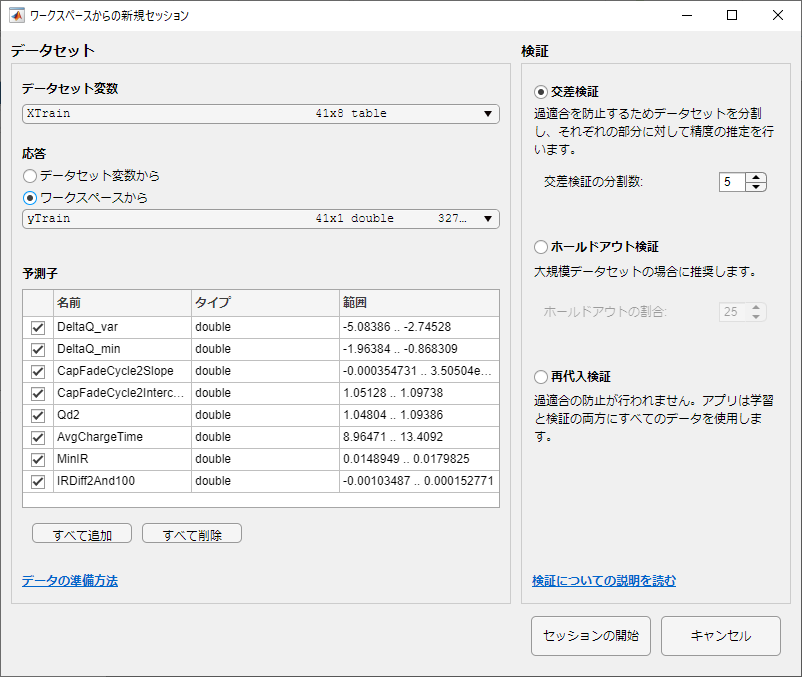 ワークスペースからの新規セッション
データセット
データセット変数
XTrain 41x8 table
応答
データセット変数から
ワークスペースから
yTrain 41x1 double 327...
予測子
名前 タイプ 範囲
DeltaQ_var double -5.08386 .. -2.74528
DeltaQ_min double -1.96384 .. -0.868309
CapFadeCycle2Slope double -0.000354731 .. 3.50504e...
CapFadeCycle2Interc... double 1.05128 .. 1.09738
Qd2 double 1.04804 .. 1.09386
AvgChargeTime double 8.96471 .. 13.4092
MinIR double 0.0148949 .. 0.0179825
IRDiff2And100 double -0.00103487 .. 0.000152771
すべて追加 すべて削除
データの準備方法
検証
交差検証
過適合を防止するためデータセットを分割
し、それぞれの部分に対して精度の推定を行
います。
交差検証の分割数: 5
ホールドアウト検証
大規模データセットの場合に推奨します。
ホールドアウトの割合: 25
再代入検証
過適合の防止が行われません。アプリは学習
と検証の両方にすべてのデータを使用しま
す。
検証についての説明を読む
セッションの開始 キャンセル